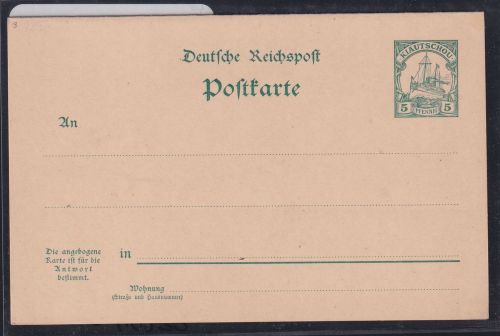 3
Deutsche Reichspost
Postkarte
KIAUTSCHOU
5 PFENNIG 5
An
Die angebogene
Karte ist für die
Antwort
bestimmt.
in
Wohnung
(Straße und Hausnummer)